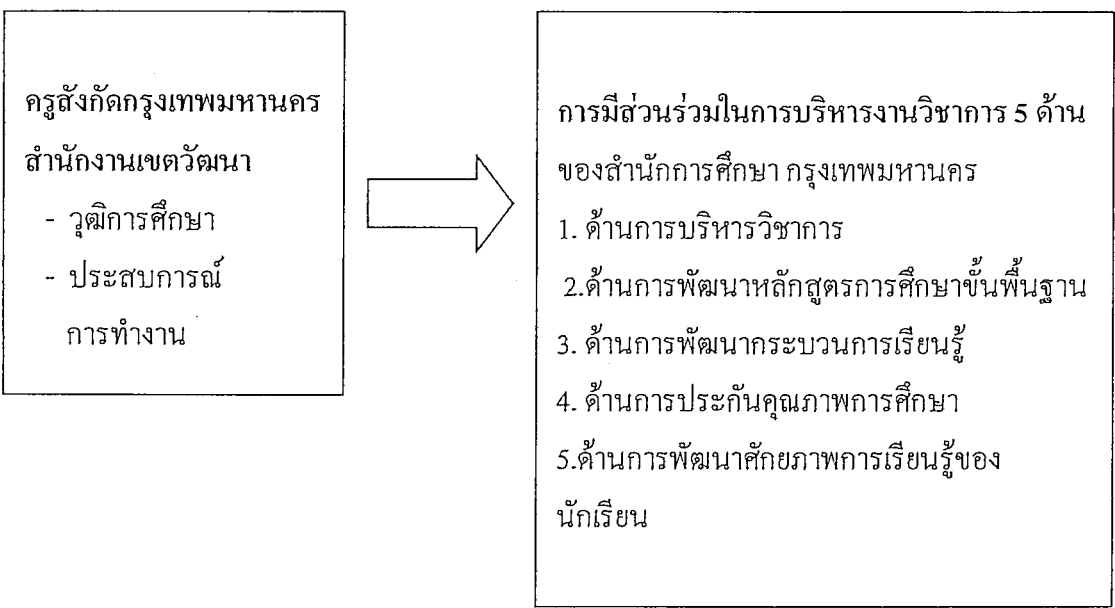 ครูสังกัดกรุงเทพมหานคร
สำนักงานเขตวัฒนา
- วุฒิการศึกษา
- ประสบการณ์
การทำงาน
การมีส่วนร่วมในการบริหารงานวิชาการ 5 ด้าน
ของสำนักการศึกษา กรุงเทพมหานคร
1. ด้านการบริหารวิชาการ
2.ด้านการพัฒนาหลักสูตรการศึกษาขั้นพื้นฐาน
3. ด้านการพัฒนากระบวนการเรียนรู้
4. ด้านการประกันคุณภาพการศึกษา
5.ด้านการพัฒนาศักยภาพการเรียนรู้ของ
นักเรียน